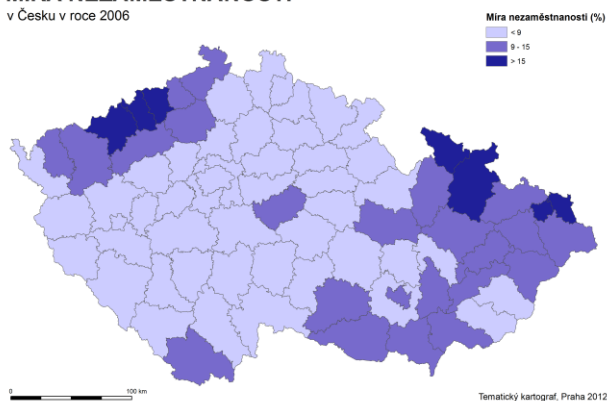 v Česku v roce 2006
Míra nezaměstnanosti (%)
< 9
9 - 15
> 15
0
100 km
Tematický kartograf, Praha 2012